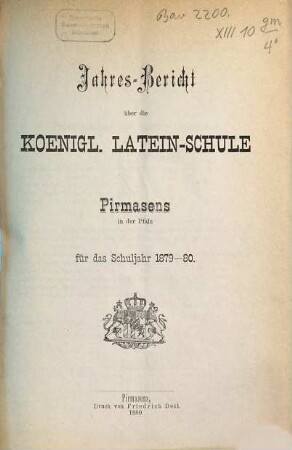 Bav 2200.
XIII 10 gm
4°
Jahres-Bericht
über die
KOENIGL. LATEIN-SCHULE
Pirmasens
in der Pfalz
für das Schuljahr 1879—80.
Pirmasens,
Druck von Friedrich Deil.
1880